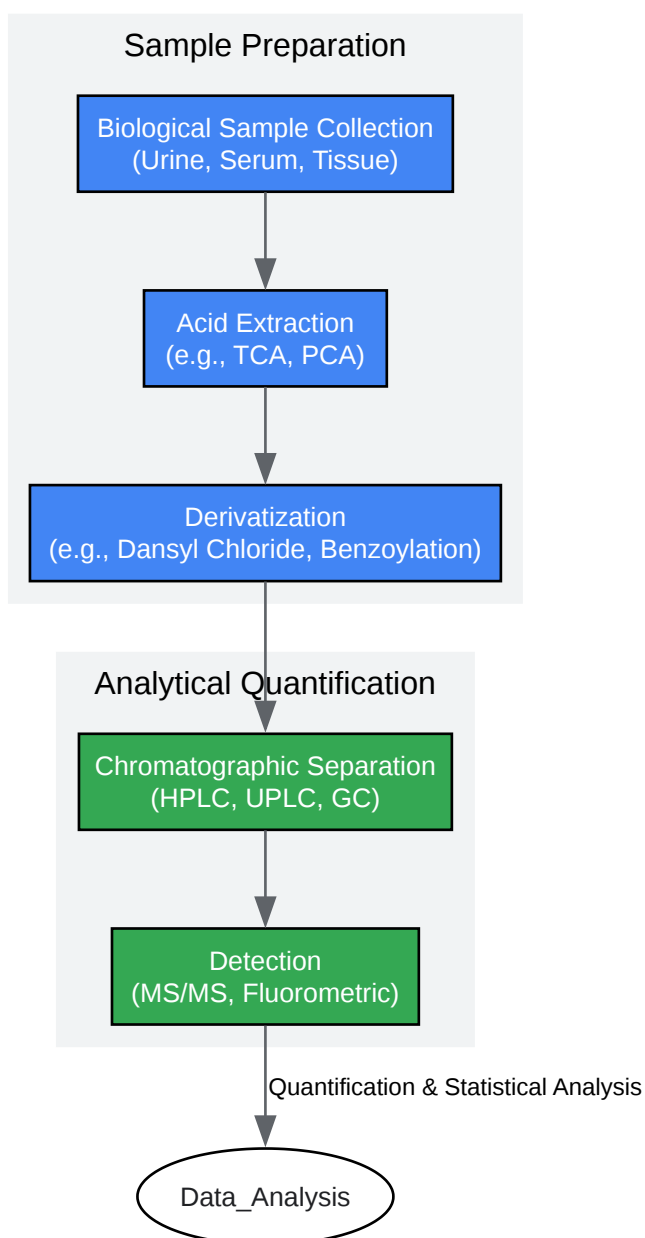 Sample Preparation
Biological Sample Collection
(Urine, Serum, Tissue)
Acid Extraction
(e.g., TCA, PCA)
Derivatization
(e.g., Dansyl Chloride, Benzoylation)
Analytical Quantification
Chromatographic Separation
(HPLC, UPLC, GC)
Detection
(MS/MS, Fluorometric)
Quantification & Statistical Analysis
Data_Analysis